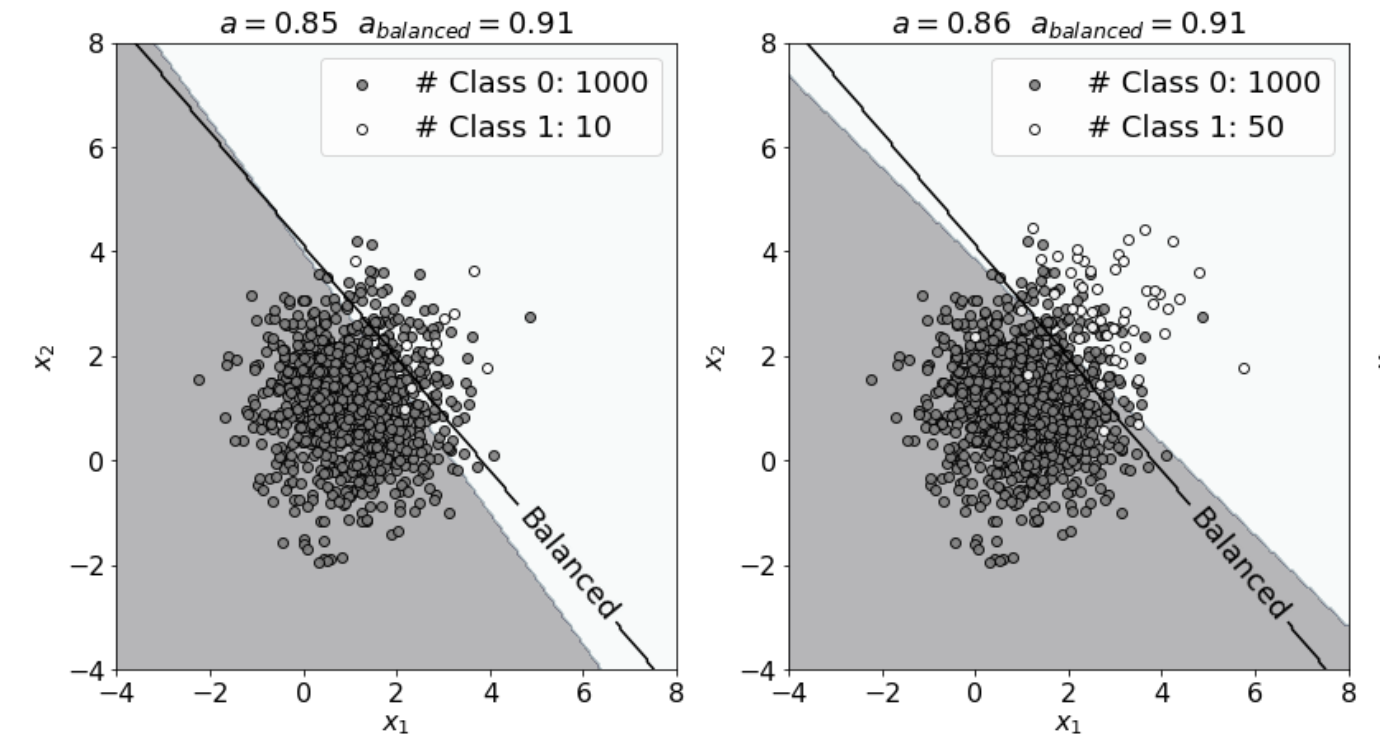 a = 0.85 a_balanced = 0.91
# Class 0: 1000
# Class 1: 10
8
6
4
2
0
−2
−4
x₂
Balanced
−4 −2 0 2 4 6 8
x₁
a = 0.86 a_balanced = 0.91
# Class 0: 1000
# Class 1: 50
8
6
4
2
0
−2
−4
x₂
Balanced
−4 −2 0 2 4 6 8
x₁